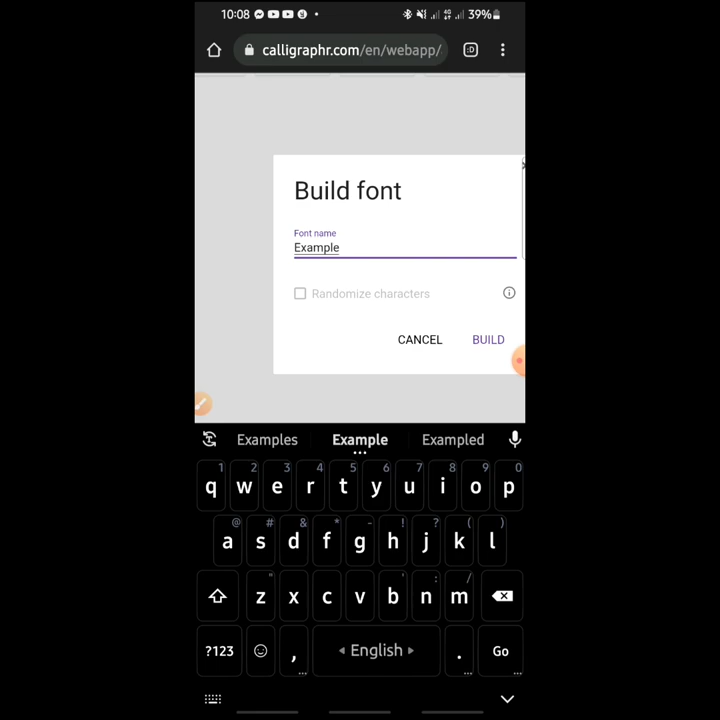 10:08 39%
calligraphr.com/en/webapp/ :D
Build font
Font name
Example
Randomize characters
CANCEL BUILD
Examples Example Exampled
1 2 3 4 5 6 7 8 9 0
q w e r t y u i o p
@ # & * - ! ? ( )
a s d f g h j k l
" ' : /
z x c v b n m
?123 , English . Go